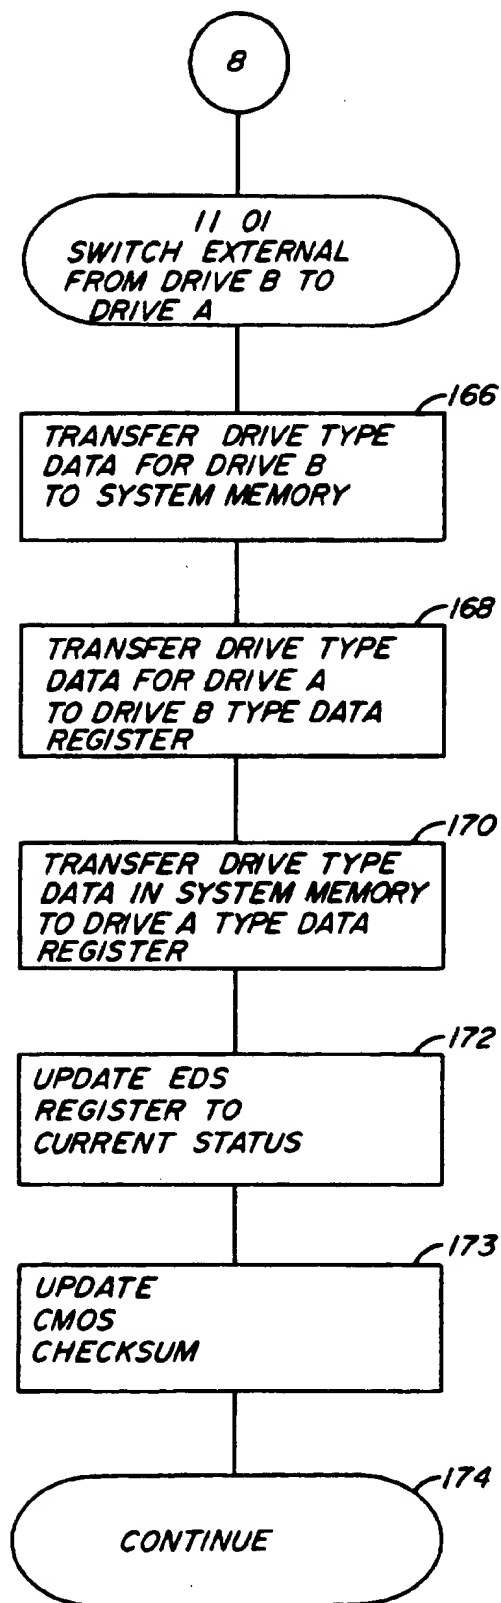 8
11 01
SWITCH EXTERNAL
FROM DRIVE B TO
DRIVE A
166
TRANSFER DRIVE TYPE
DATA FOR DRIVE B
TO SYSTEM MEMORY
168
TRANSFER DRIVE TYPE
DATA FOR DRIVE A
TO DRIVE B TYPE DATA
REGISTER
170
TRANSFER DRIVE TYPE
DATA IN SYSTEM MEMORY
TO DRIVE A TYPE DATA
REGISTER
172
UPDATE EDS
REGISTER TO
CURRENT STATUS
173
UPDATE
CMOS
CHECKSUM
174
CONTINUE